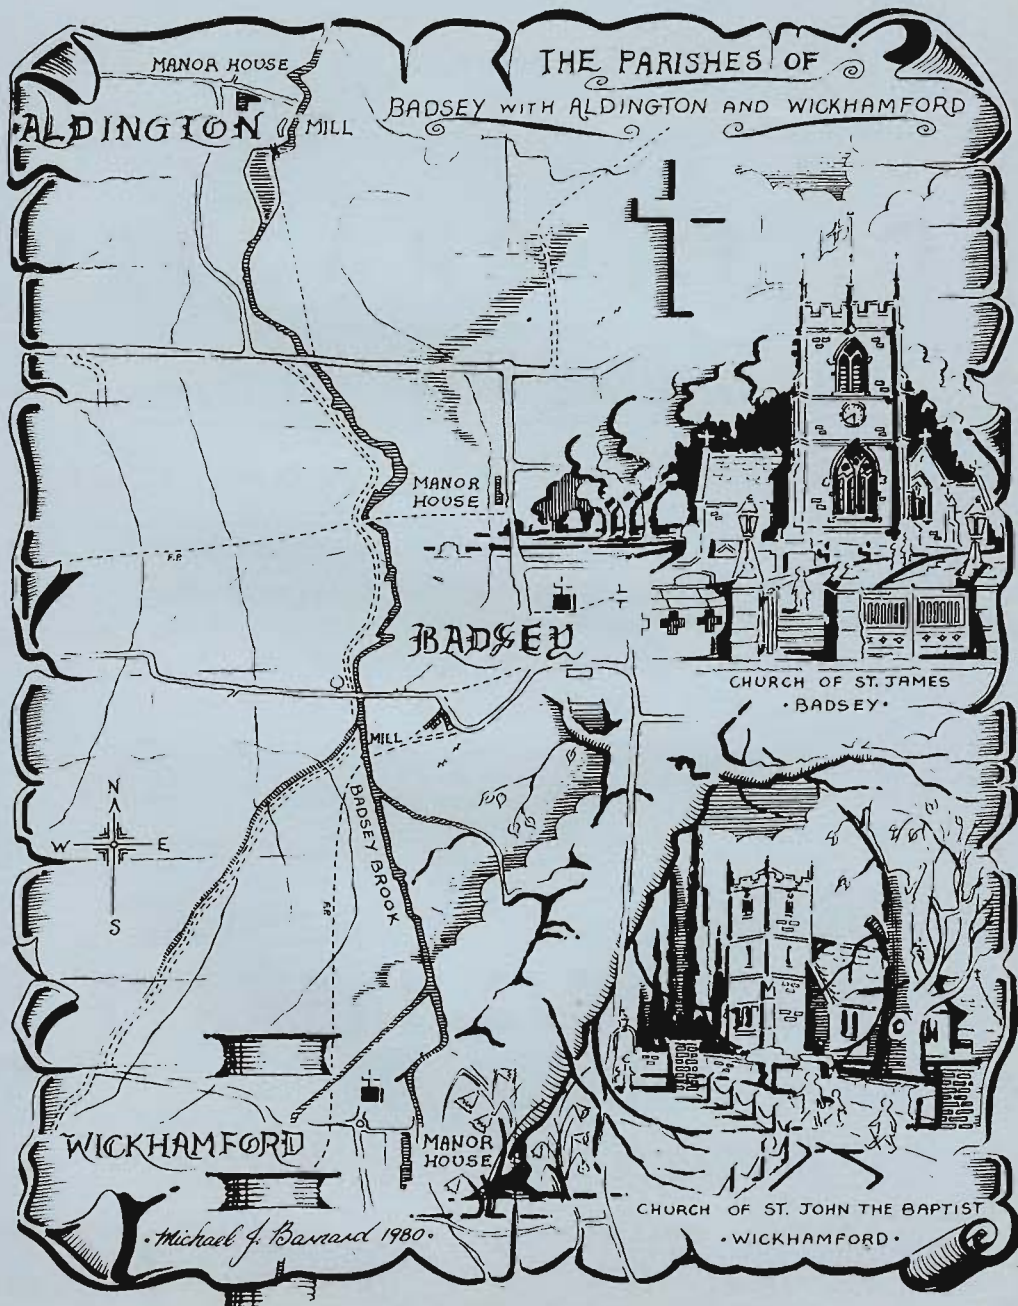 THE PARISHES OF
BADSEY WITH ALDINGTON AND WICKHAMFORD
MANOR HOUSE
ALDINGTON
MILL
MANOR
HOUSE
F.P.
BADSEY
CHURCH OF ST. JAMES
· BADSEY ·
MILL
BADSEY BROOK
F.P.
N
W E
S
WICKHAMFORD
MANOR
HOUSE
CHURCH OF ST. JOHN THE BAPTIST
· WICKHAMFORD ·
· Michael J. Barnard 1980 ·